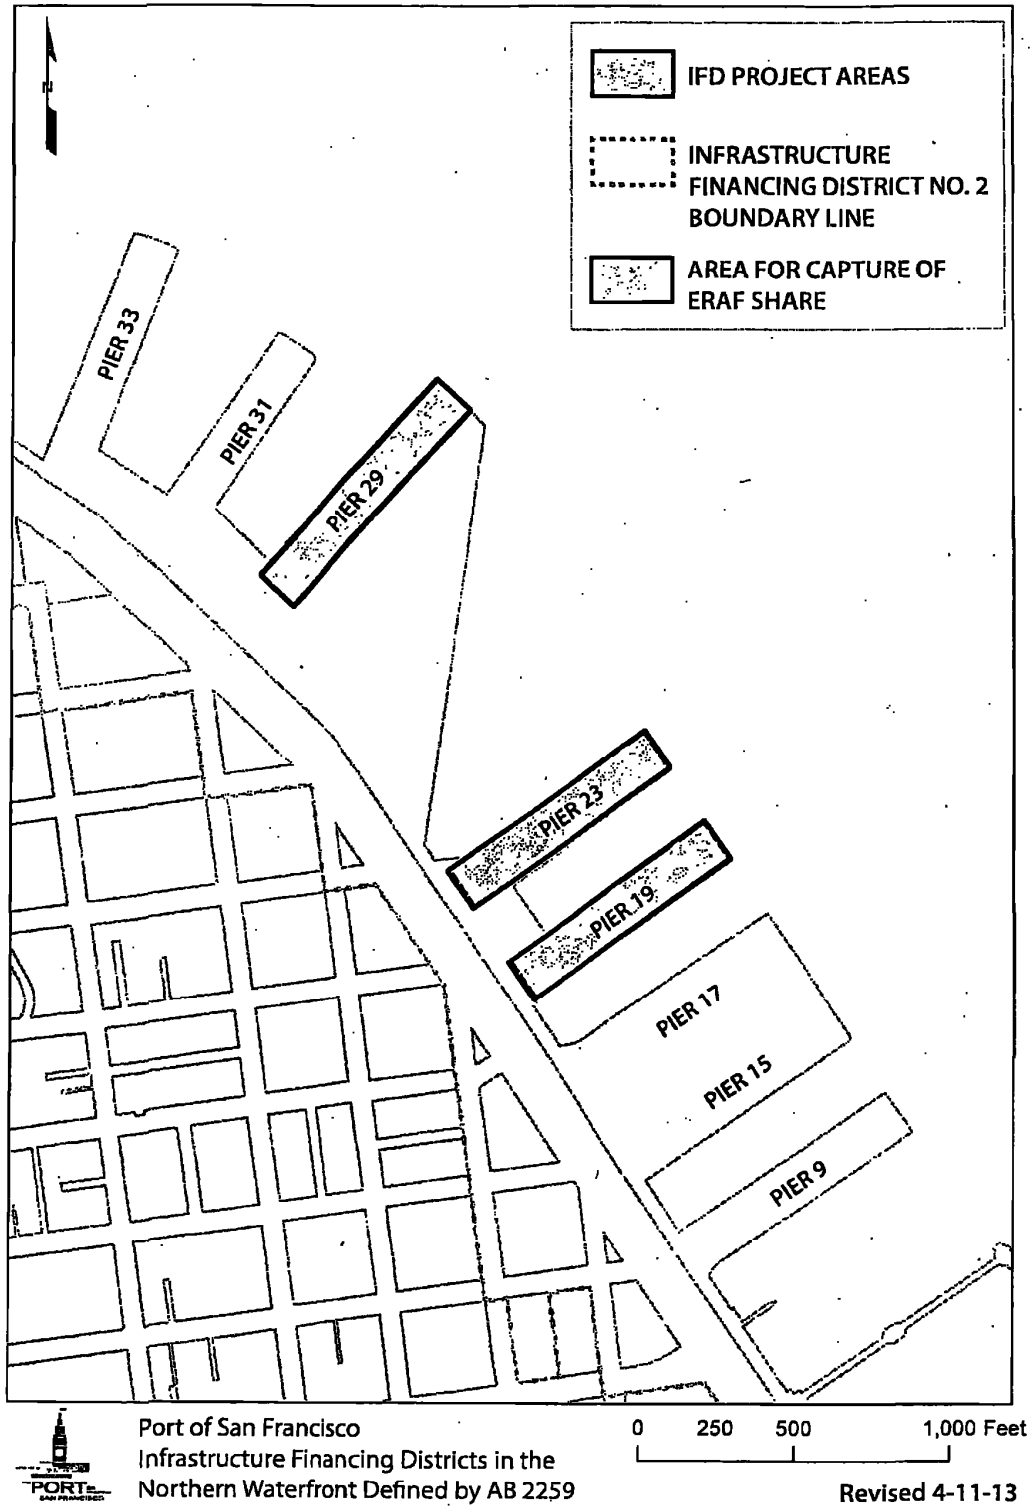 N
IFD PROJECT AREAS
INFRASTRUCTURE
FINANCING DISTRICT NO. 2
BOUNDARY LINE
AREA FOR CAPTURE OF
ERAF SHARE
PIER 33
PIER 31
PIER 29
PIER 23
PIER 19
PIER 17
PIER 15
PIER 9
PORT
SAN FRANCISCO
Port of San Francisco
Infrastructure Financing Districts in the
Northern Waterfront Defined by AB 2259
0 250 500 1,000 Feet
Revised 4-11-13